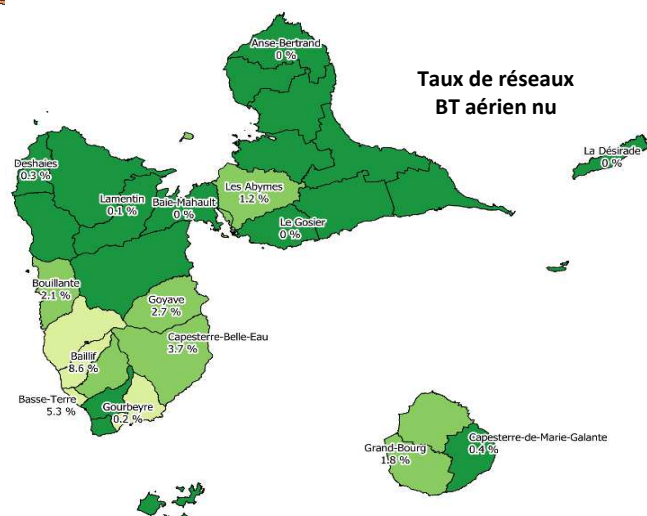 Taux de réseaux
BT aérien nu
Anse-Bertrand
0 %
La Désirade
0 %
Deshaies
0.3 %
Les Abymes
1.2 %
Lamentin
0.1 %
Baie-Mahault
0 %
Le Gosier
0 %
Bouillante
2.1 %
Goyave
2.7 %
Capesterre-Belle-Eau
3.7 %
Baillif
8.6 %
Basse-Terre
5.3 %
Gourbeyre
0.2 %
Capesterre-de-Marie-Galante
0.4 %
Grand-Bourg
1.8 %